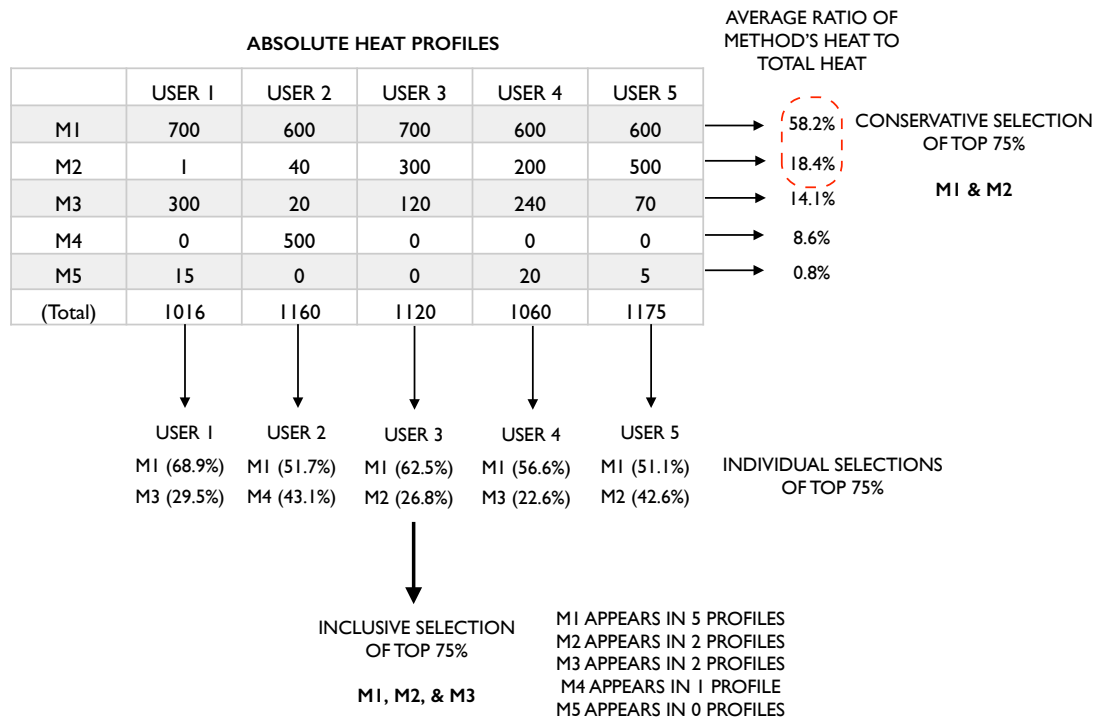 ABSOLUTE HEAT PROFILES
AVERAGE RATIO OF
METHOD'S HEAT TO
TOTAL HEAT
USER 1 USER 2 USER 3 USER 4 USER 5
M1 700 600 700 600 600 58.2%
M2 1 40 300 200 500 18.4%
M3 300 20 120 240 70 14.1%
M4 0 500 0 0 0 8.6%
M5 15 0 0 20 5 0.8%
(Total) 1016 1160 1120 1060 1175
CONSERVATIVE SELECTION
OF TOP 75%
M1 & M2
USER 1 USER 2 USER 3 USER 4 USER 5
M1 (68.9%) M1 (51.7%) M1 (62.5%) M1 (56.6%) M1 (51.1%)
M3 (29.5%) M4 (43.1%) M2 (26.8%) M3 (22.6%) M2 (42.6%)
INDIVIDUAL SELECTIONS
OF TOP 75%
INCLUSIVE SELECTION
OF TOP 75%
M1, M2, & M3
M1 APPEARS IN 5 PROFILES
M2 APPEARS IN 2 PROFILES
M3 APPEARS IN 2 PROFILES
M4 APPEARS IN 1 PROFILE
M5 APPEARS IN 0 PROFILES